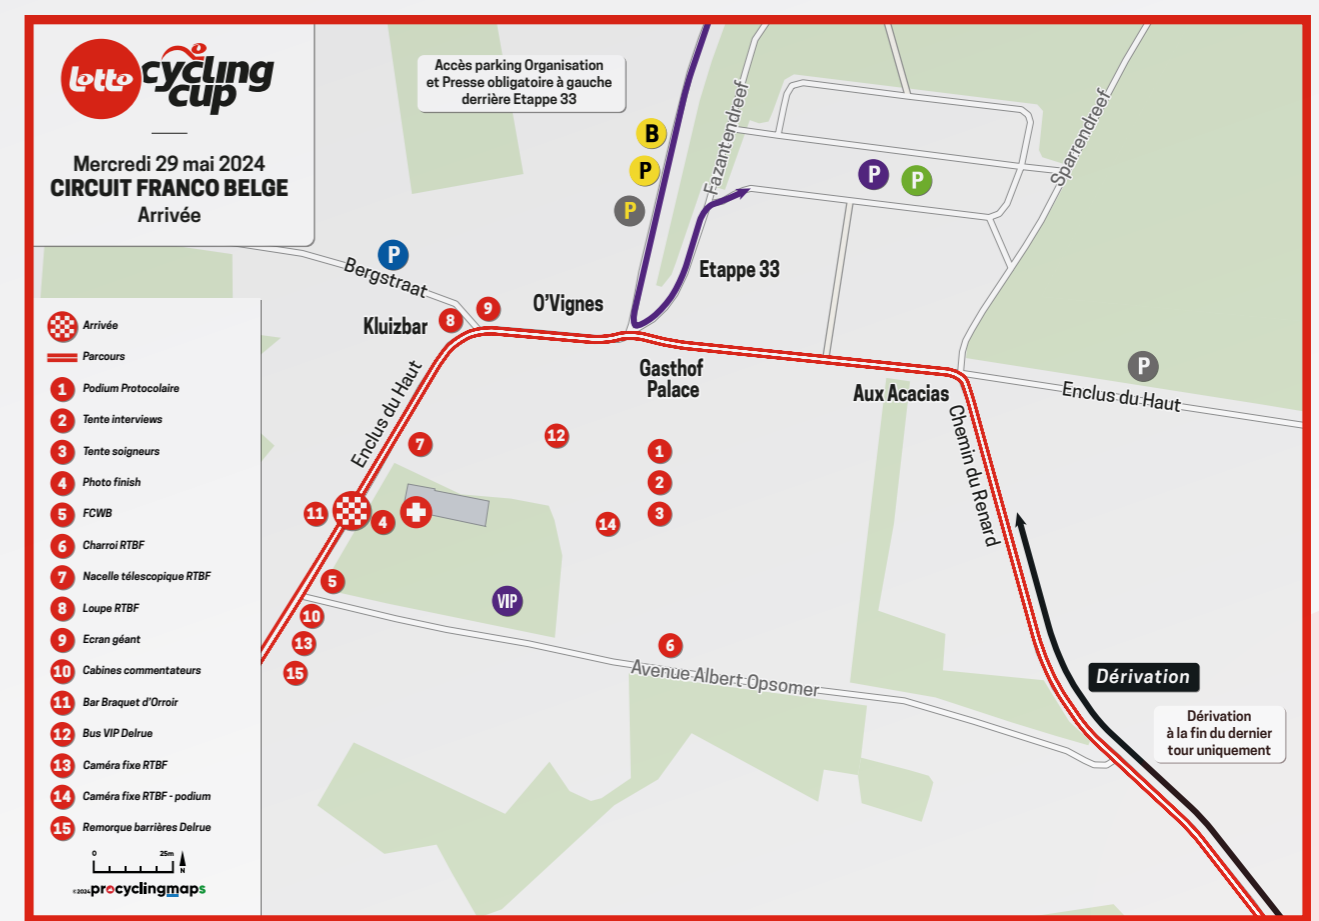 Lotto cycling
cup
Mercredi 29 mai 2024
CIRCUIT FRANCO BELGE
Arrivée
Accès parking Organisation
et Presse obligatoire à gauche
derrière Etappe 33
B
P
P
P
P
P
P
Fazantendreef
Sparrendreef
Bergstraat
Etappe 33
O'Vignes
Kluizbar
8
9
Gasthof
Palace
Aux Acacias
Enclus du Haut
Enclus du Haut
Chemin du Renard
7
12
1
2
3
14
11
4
5
10
13
15
VIP
6
Avenue Albert Opsomer
Dérivation
Dérivation
à la fin du dernier
tour uniquement
Arrivée
Parcours
1 Podium Protocolaire
2 Tente interviews
3 Tente soigneurs
4 Photo finish
5 FCWB
6 Charroi RTBF
7 Nacelle télescopique RTBF
8 Loupe RTBF
9 Ecran géant
10 Cabines commentateurs
11 Bar Braquet d'Orroir
12 Bus VIP Delrue
13 Caméra fixe RTBF
14 Caméra fixe RTBF - podium
15 Remorque barrières Delrue
0 25m
N
©2024 procyclingmaps